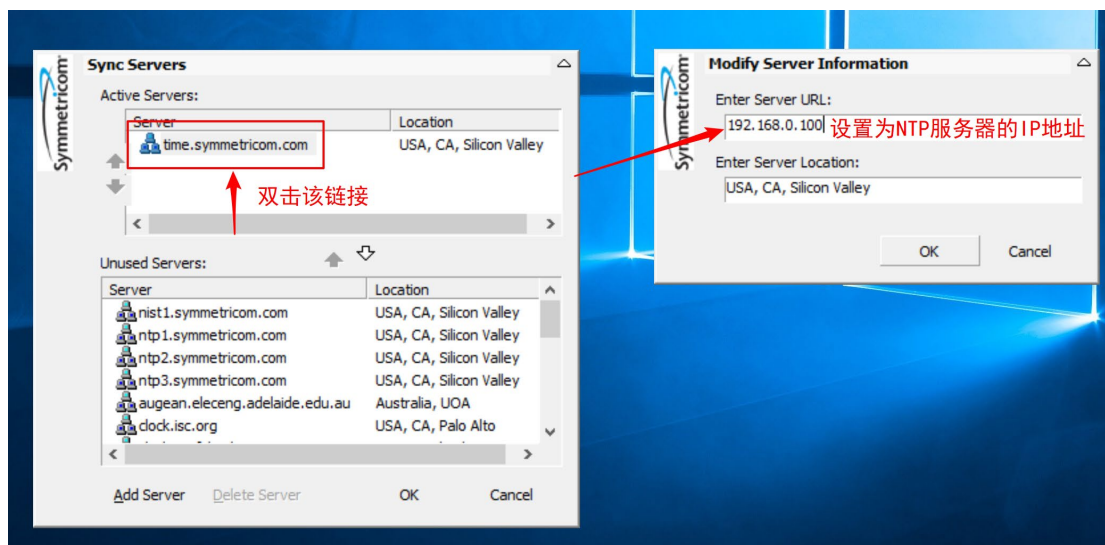 Symmetricom
Sync Servers
Active Servers:
Server Location
time.symmetricom.com USA, CA, Silicon Valley
双击该链接
Unused Servers:
Server Location
nist1.symmetricom.com USA, CA, Silicon Valley
ntp1.symmetricom.com USA, CA, Silicon Valley
ntp2.symmetricom.com USA, CA, Silicon Valley
ntp3.symmetricom.com USA, CA, Silicon Valley
augean.eleceng.adelaide.edu.au Australia, UOA
clock.isc.org USA, CA, Palo Alto
Add Server Delete Server OK Cancel
Symmetricom
Modify Server Information
Enter Server URL:
192.168.0.100 设置为NTP服务器的IP地址
Enter Server Location:
USA, CA, Silicon Valley
OK Cancel